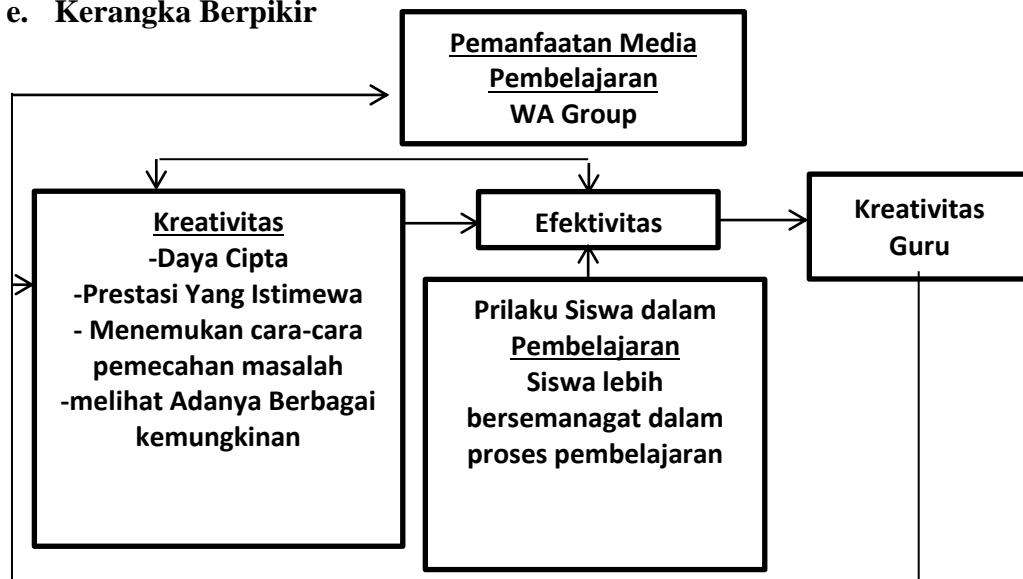 e. Kerangka Berpikir
Pemanfaatan Media
Pembelajaran
WA Group
Kreativitas
-Daya Cipta
-Prestasi Yang Istimewa
- Menemukan cara-cara
pemecahan masalah
-melihat Adanya Berbagai
kemungkinan
Efektivitas
Kreativitas
Guru
Prilaku Siswa dalam
Pembelajaran
Siswa lebih
bersemanagat dalam
proses pembelajaran